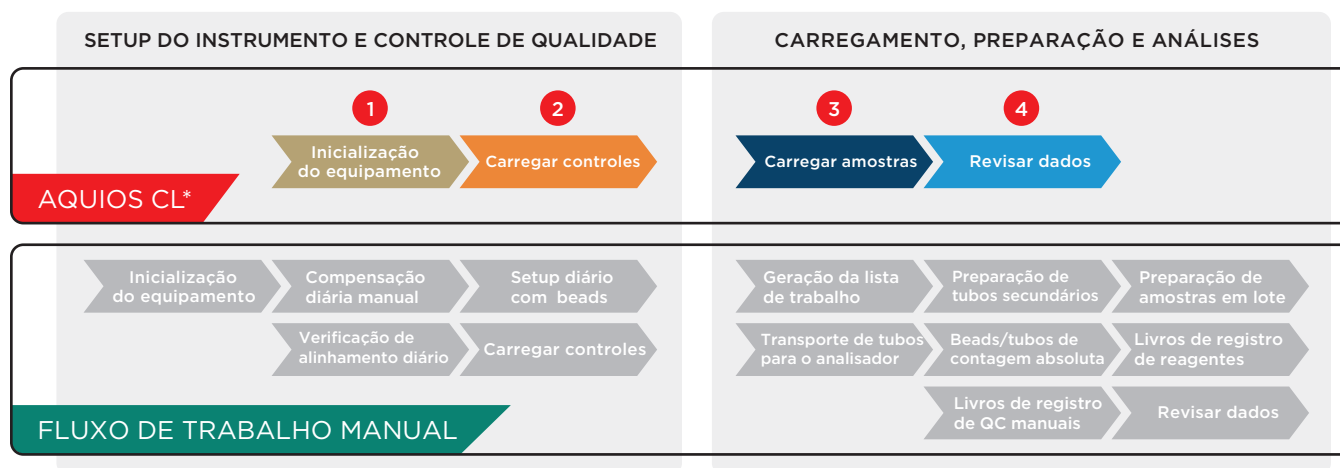 SETUP DO INSTRUMENTO E CONTROLE DE QUALIDADE
CARREGAMENTO, PREPARAÇÃO E ANÁLISES
1
2
3
4
Inicialização
do equipamento
Carregar controles
Carregar amostras
Revisar dados
AQUIOS CL*
Inicialização
do equipamento
Compensação
diária manual
Setup diário
com beads
Geração da lista
de trabalho
Preparação de
tubos secundários
Preparação de
amostras em lote
Verificação de
alinhamento diário
Carregar controles
Transporte de tubos
para o analisador
Beads/tubos de
contagem absoluta
Livros de registro
de reagentes
Livros de registro
de QC manuais
Revisar dados
FLUXO DE TRABALHO MANUAL